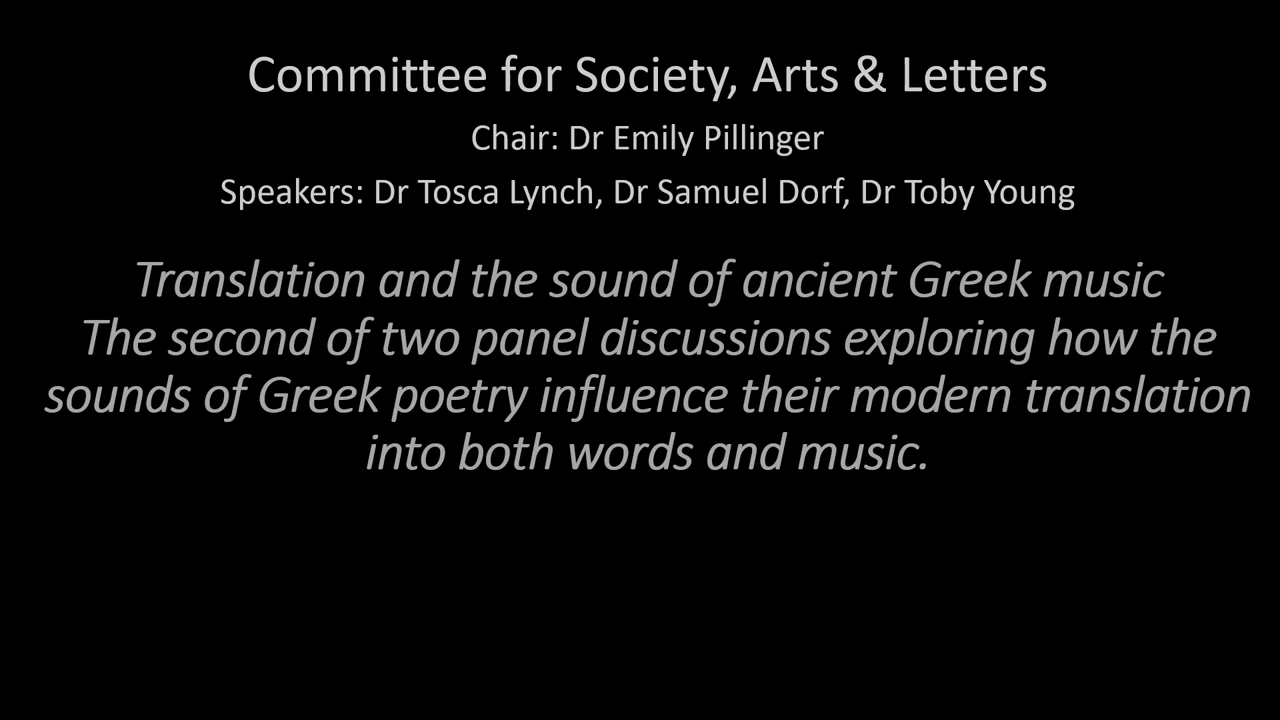 Committee for Society, Arts & Letters
Chair: Dr Emily Pillinger
Speakers: Dr Tosca Lynch, Dr Samuel Dorf, Dr Toby Young
Translation and the sound of ancient Greek music
The second of two panel discussions exploring how the
sounds of Greek poetry influence their modern translation
into both words and music.